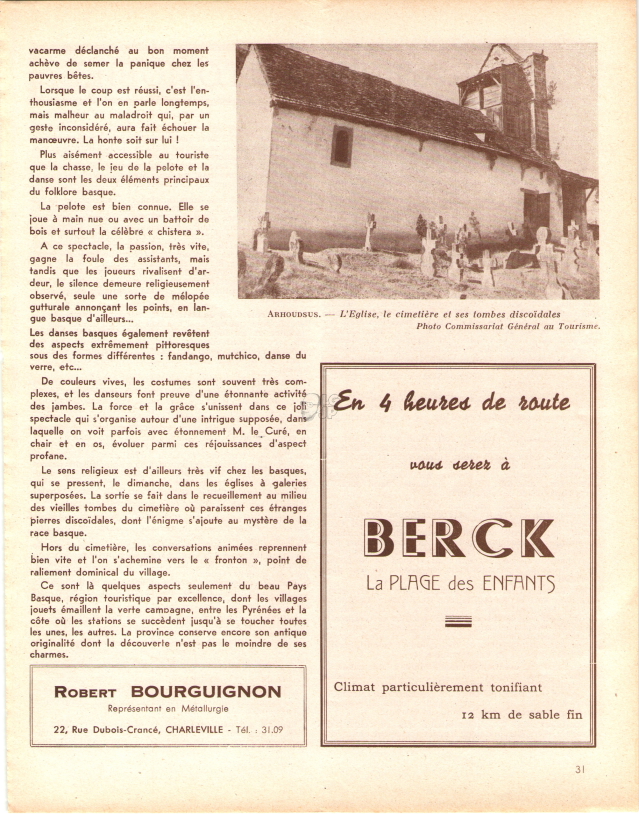 vacarme déclanché au bon moment
achève de semer la panique chez les
pauvres bêtes.
Lorsque le coup est réussi, c'est l'en-
thousiasme et l'on en parle longtemps,
mais malheur au maladroit qui, par un
geste inconsidéré, aura fait échouer la
manœuvre. La honte soit sur lui !
Plus aisément accessible au touriste
que la chasse, le jeu de la pelote et la
danse sont les deux éléments principaux
du folklore basque.
La pelote est bien connue. Elle se
joue à main nue ou avec un battoir de
bois et surtout la célèbre « chistera ».
A ce spectacle, la passion, très vite,
gagne la foule des assistants, mais
tandis que les joueurs rivalisent d'ar-
deur, le silence demeure religieusement
observé, seule une sorte de mélopée
gutturale annonçant les points, en lan-
gue basque d'ailleurs...
Les danses basques également revêtent
des aspects extrêmement pittoresques
sous des formes différentes : fandango, mutchico, danse du
verre, etc...
De couleurs vives, les costumes sont souvent très com-
plexes, et les danseurs font preuve d'une étonnante activité
des jambes. La force et la grâce s'unissent dans ce joli
spectacle qui s'organise autour d'une intrigue supposée, dans
laquelle on voit parfois avec étonnement M. le Curé, en
chair et en os, évoluer parmi ces réjouissances d'aspect
profane.
Le sens religieux est d'ailleurs très vif chez les basques,
qui se pressent, le dimanche, dans les églises à galeries
superposées. La sortie se fait dans le recueillement au milieu
des vieilles tombes du cimetière où paraissent ces étranges
pierres discoïdales, dont l'énigme s'ajoute au mystère de la
race basque.
Hors du cimetière, les conversations animées reprennent
bien vite et l'on s'achemine vers le « fronton », point de
raliement dominical du village.
Ce sont là quelques aspects seulement du beau Pays
Basque, région touristique par excellence, dont les villages
jouets émaillent la verte campagne, entre les Pyrénées et la
côte où les stations se succèdent jusqu'à se toucher toutes
les unes, les autres. La province conserve encore son antique
originalité dont la découverte n'est pas le moindre de ses
charmes.
ROBERT BOURGUIGNON
Représentant en Métallurgie
22, Rue Dubois-Crancé, CHARLEVILLE - Tél. : 31.09
ARHOUDSUS. — L'Eglise, le cimetière et ses tombes discoïdales
Photo Commissariat Général au Tourisme.
En 4 heures de route
vous serez à
BERCK
La PLAGE des ENFANTS
Climat particulièrement tonifiant
12 km de sable fin
31